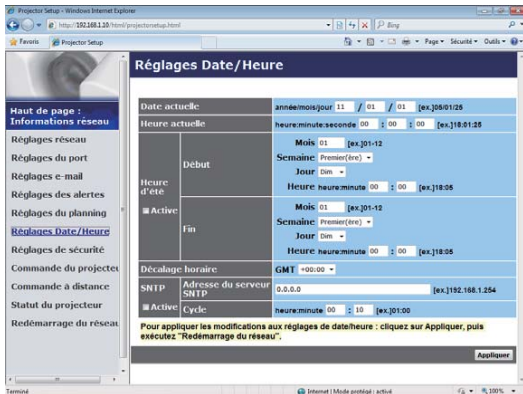 Projector Setup - Windows Internet Explorer
http://192.168.1.10/html/projectorsetup.html
Bing
Favoris Projector Setup Page Sécurité Outils
Haut de page :
Informations réseau
Réglages réseau
Réglages du port
Réglages e-mail
Réglages des alertes
Réglages du planning
Réglages Date/Heure
Réglages de sécurité
Commande du projecteu
Commande à distance
Statut du projecteur
Redémarrage du réseau
Réglages Date/Heure
Date actuelle année/mois/jour 11 / 01 / 01 [ex.]05/01/25
Heure actuelle heure:minute:seconde 00 : 00 : 00 [ex.]18:01:25
Heure d'été
Active
Début
Mois 01 [ex.]01-12
Semaine Premier(ère)
Jour Dim
Heure heure:minute 00 : 00 [ex.]18:05
Fin
Mois 01 [ex.]01-12
Semaine Premier(ère)
Jour Dim
Heure heure:minute 00 : 00 [ex.]18:05
Décalage horaire GMT +00:00
SNTP
Active
Adresse du serveur SNTP 0.0.0.0 [ex.]192.168.1.254
Cycle heure:minute 00 : 10 [ex.]01:00
Pour appliquer les modifications aux réglages de date/heure : cliquez sur Appliquer, puis
exécutez "Redémarrage du réseau".
Appliquer
Terminé Internet | Mode protégé : activé 100%